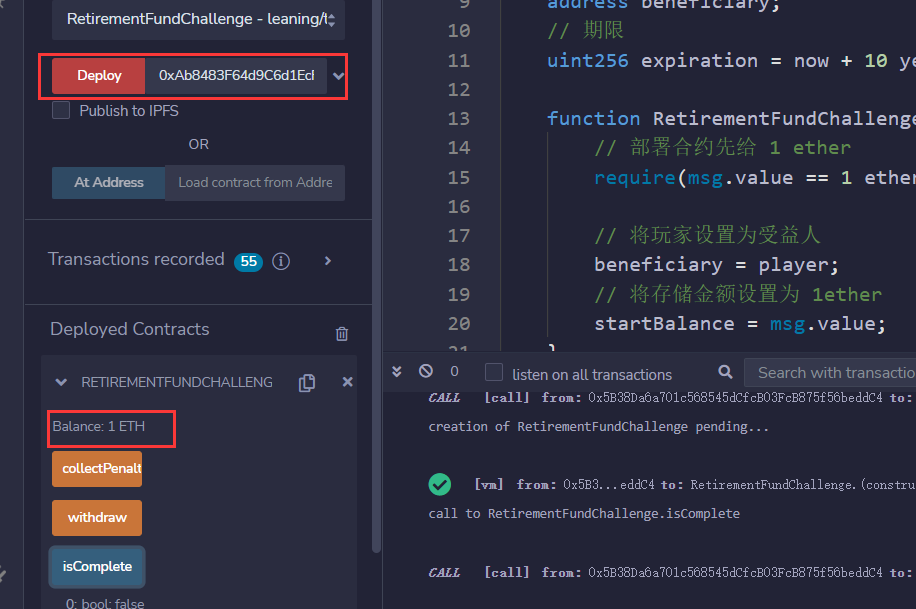 RetirementFundChallenge - leaning/t
Deploy 0xAb8483F64d9C6d1Ecl
Publish to IPFS
OR
At Address Load contract from Addre
Transactions recorded 55 i
Deployed Contracts
RETIREMENTFUNDCHALLENG
Balance: 1 ETH
collectPenalt
withdraw
isComplete
0: bool: false
9 address beneficiary;
10 // 期限
11 uint256 expiration = now + 10 ye
12
13 function RetirementFundChallenge
14 // 部署合约先给 1 ether
15 require(msg.value == 1 ether
16
17 // 将玩家设置为受益人
18 beneficiary = player;
19 // 将存储金额设置为 1ether
20 startBalance = msg.value;
21 }
0 listen on all transactions Search with transactio
CALL [call] from: 0x5B38Da6a701c568545dCfcB03FcB875f56beddC4 to:
creation of RetirementFundChallenge pending...
[vm] from: 0x5B3...eddC4 to: RetirementFundChallenge.(constru
call to RetirementFundChallenge.isComplete
CALL [call] from: 0x5B38Da6a701c568545dCfcB03FcB875f56beddC4 to: